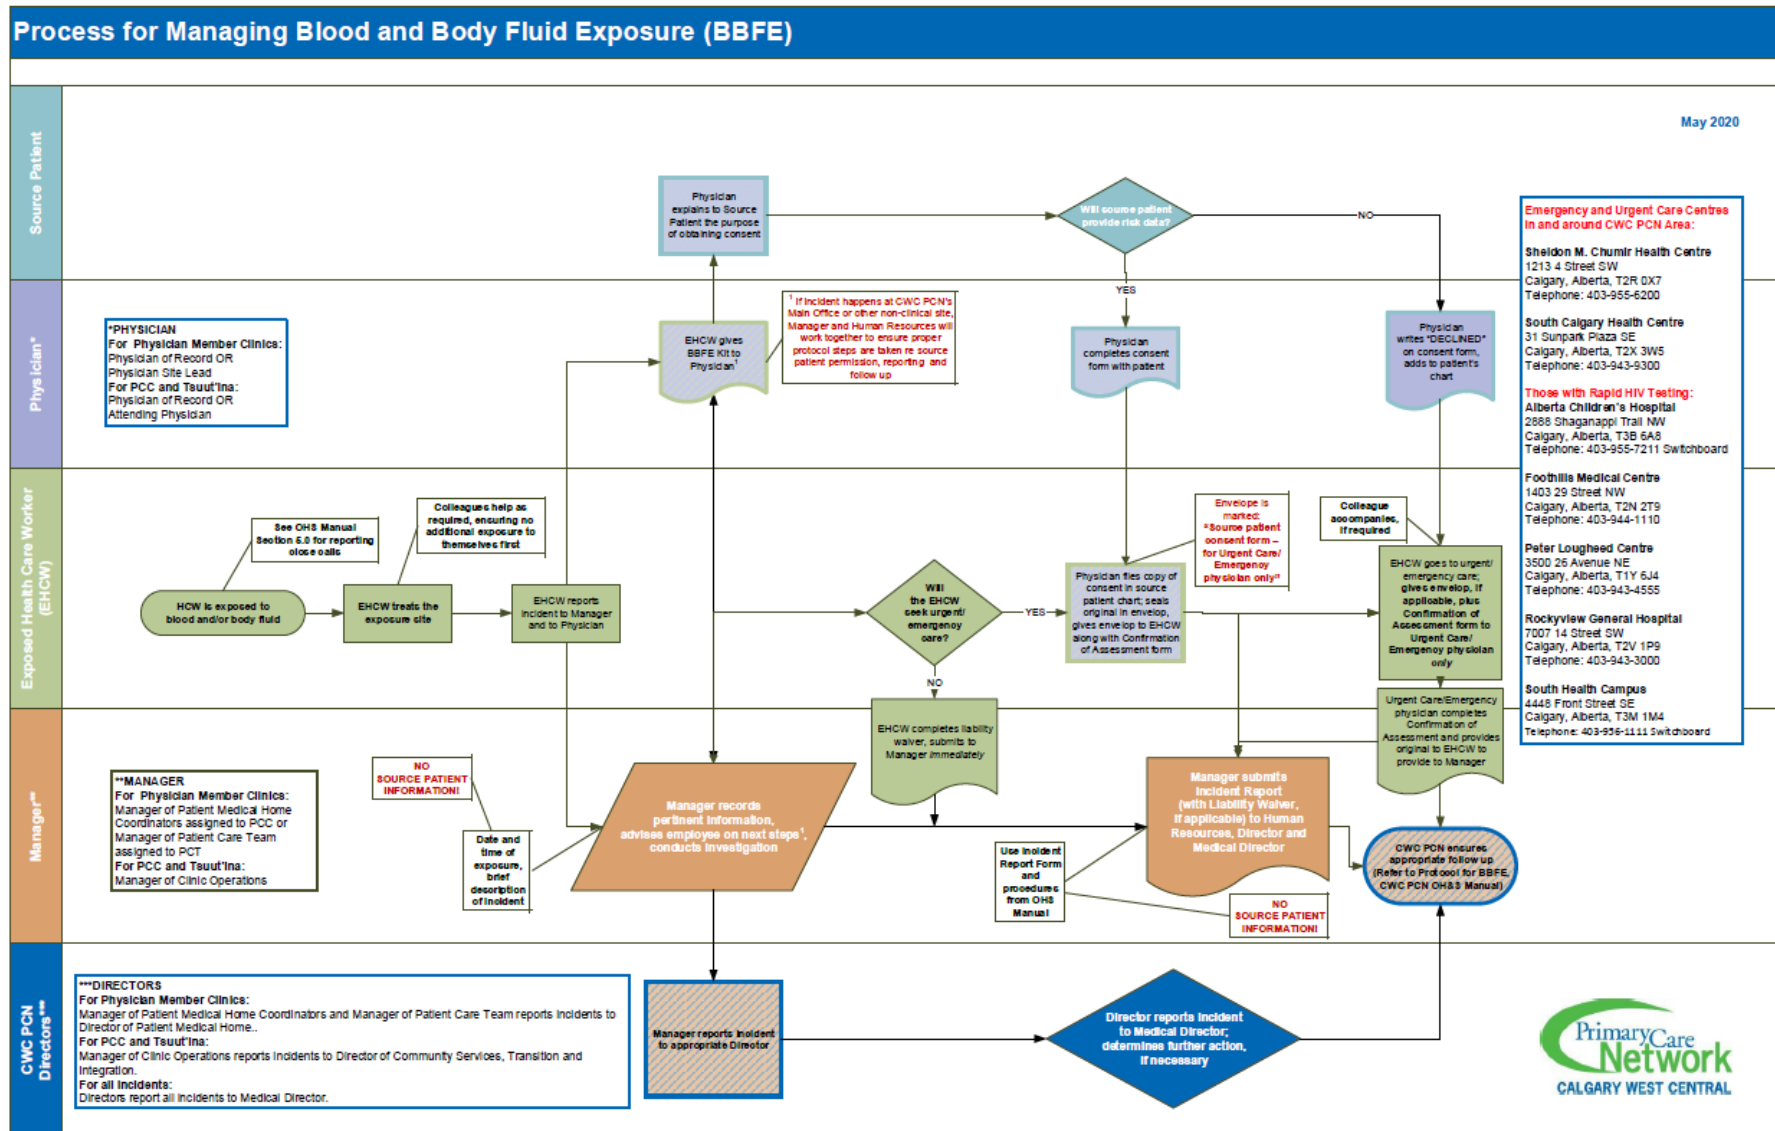 Process for Managing Blood and Body Fluid Exposure (BBFE)
May 2020
Source Patient
Physician
explains to Source
Patient the purpose
of obtaining consent
Will source patient
provide risk data?
NO
YES
Emergency and Urgent Care Centres
in and around CWC PCN Area:
Sheldon M. Chumir Health Centre
1213 4 Street SW
Calgary, Alberta, T2R 0X7
Telephone: 403-955-6200
South Calgary Health Centre
31 Sunpark Plaza SE
Calgary, Alberta, T2X 3W5
Telephone: 403-943-9300
Those with Rapid HIV Testing:
Alberta Children's Hospital
2888 Shaganappi Trail NW
Calgary, Alberta, T3B 6A8
Telephone: 403-955-7211 Switchboard
Foothills Medical Centre
1403 29 Street NW
Calgary, Alberta, T2N 2T9
Telephone: 403-944-1110
Peter Lougheed Centre
3500 26 Avenue NE
Calgary, Alberta, T1Y 6J4
Telephone: 403-943-4555
Rockyview General Hospital
7007 14 Street SW
Calgary, Alberta, T2V 1P9
Telephone: 403-943-3000
South Health Campus
4448 Front Street SE
Calgary, Alberta, T3M 1M4
Telephone: 403-956-1111 Switchboard
Physician*
*PHYSICIAN
For Physician Member Clinics:
Physician of Record OR
Physician Site Lead
For PCC and Tsuut'ina:
Physician of Record OR
Attending Physician
EHCW gives
BBFE Kit to
Physician1
1 If incident happens at CWC PCN's
Main Office or other non-clinical site,
Manager and Human Resources will
work together to ensure proper
protocol steps are taken re source
patient permission, reporting and
follow up
Physician
completes consent
form with patient
Physician
writes "DECLINED"
on consent form,
adds to patient's
chart
Exposed Health Care Worker
(EHCW)
See OHS Manual
Section 5.0 for reporting
close calls
Colleagues help as
required, ensuring no
additional exposure to
themselves first
HCW is exposed to
blood and/or body fluid
EHCW treats the
exposure site
EHCW reports
incident to Manager
and to Physician
Will
the EHCW
seek urgent/
emergency
care?
YES
NO
Envelope is
marked:
"Source patient
consent form –
for Urgent Care/
Emergency
physician only"
Physician files copy of
consent in source
patient chart; seals
original in envelop,
gives envelop to EHCW
along with Confirmation
of Assessment form
Colleague
accompanies,
if required
EHCW goes to urgent/
emergency care;
gives envelop, if
applicable, plus
Confirmation of
Assessment form to
Urgent Care/
Emergency physician
only
Urgent Care/Emergency
physician completes
Confirmation of
Assessment and provides
original to EHCW to
provide to Manager
EHCW completes liability
waiver, submits to
Manager immediately
Manager**
**MANAGER
For Physician Member Clinics:
Manager of Patient Medical Home
Coordinators assigned to PCC or
Manager of Patient Care Team
assigned to PCT
For PCC and Tsuut'ina:
Manager of Clinic Operations
NO
SOURCE PATIENT
INFORMATION!
Date and
time of
exposure,
brief
description
of incident
Manager records
pertinent information,
advises employee on next steps1,
conducts investigation
Use Incident
Report Form
and
procedures
from OHS
Manual
Manager submits
Incident Report
(with Liability Waiver,
if applicable) to Human
Resources, Director and
Medical Director
NO
SOURCE PATIENT
INFORMATION!
CWC PCN ensures
appropriate follow up
(Refer to Protocol for BBFE,
CWC PCN OH&S Manual)
CWC PCN
Directors***
***DIRECTORS
For Physician Member Clinics:
Manager of Patient Medical Home Coordinators and Manager of Patient Care Team reports incidents to
Director of Patient Medical Home..
For PCC and Tsuut'ina:
Manager of Clinic Operations reports incidents to Director of Community Services, Transition and
Integration.
For all incidents:
Directors report all incidents to Medical Director.
Manager reports incident
to appropriate Director
Director reports incident
to Medical Director;
determines further action,
if necessary
PrimaryCare
Network
CALGARY WEST CENTRAL